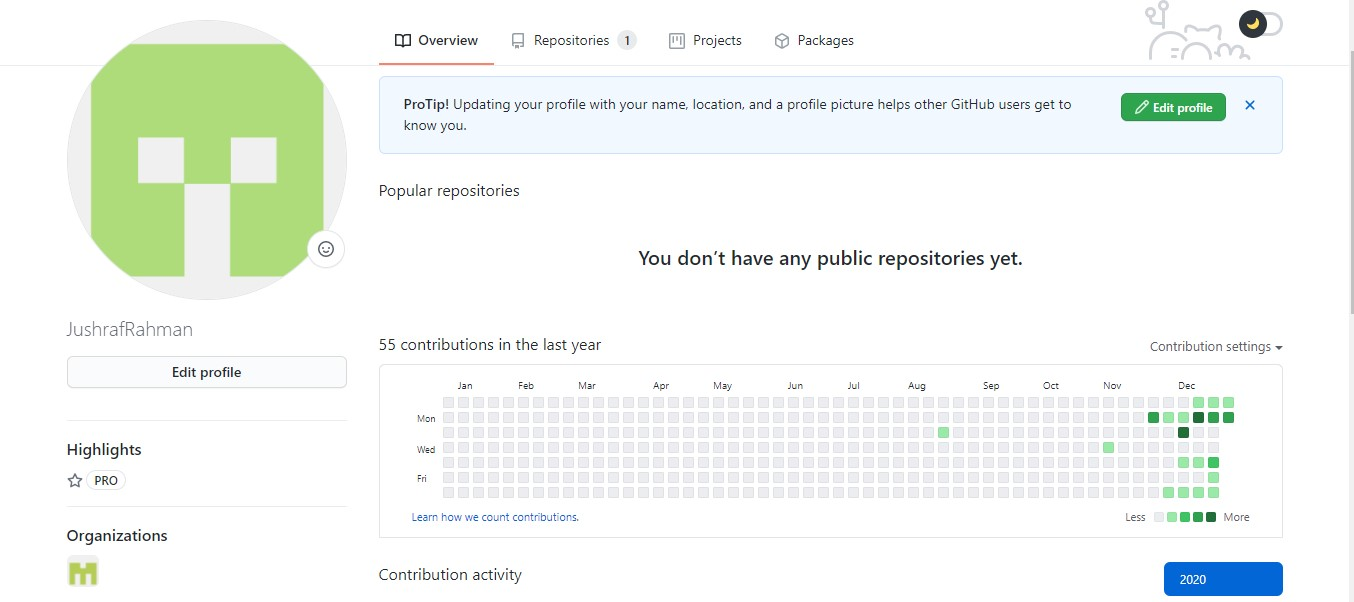 Overview Repositories 1 Projects Packages
ProTip! Updating your profile with your name, location, and a profile picture helps other GitHub users get to
know you.
Edit profile
Popular repositories
You don’t have any public repositories yet.
JushrafRahman
Edit profile
Highlights
PRO
Organizations
55 contributions in the last year
Contribution settings
Jan Feb Mar Apr May Jun Jul Aug Sep Oct Nov Dec
Mon
Wed
Fri
Learn how we count contributions.
Less More
Contribution activity
2020